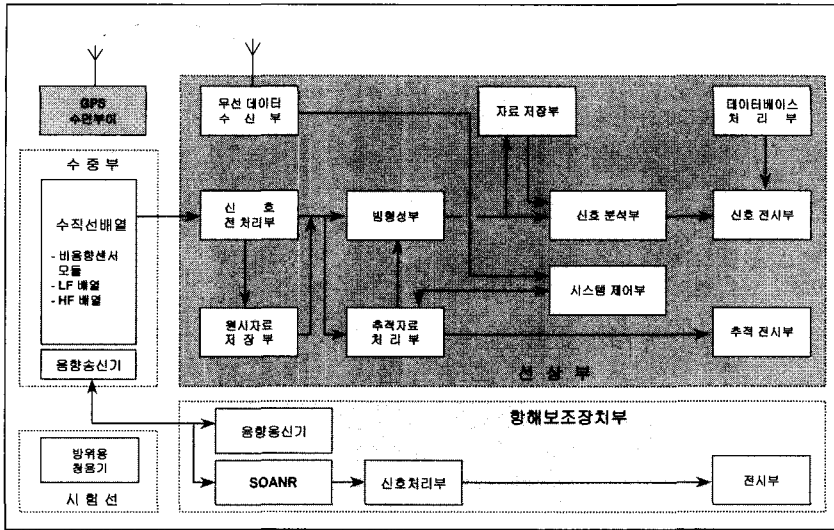 GPS
수면부이
무선 데이터
수 신 부
자료 저장부
데이터베이스
처 리 부
수 중 부
수직선배열
- 비음향센서
모듈
- LF 배열
- HF 배열
음향송신기
신 호
전 처리부
빔형성부
신호 분석부
신호 전시부
시스템 제어부
원시자료
저 장 부
추적자료
처 리 부
추적 전시부
선 상 부
항해보조장치부
음향응신기
SOANR
신호처리부
전시부
방위용
청음기
시 험 선